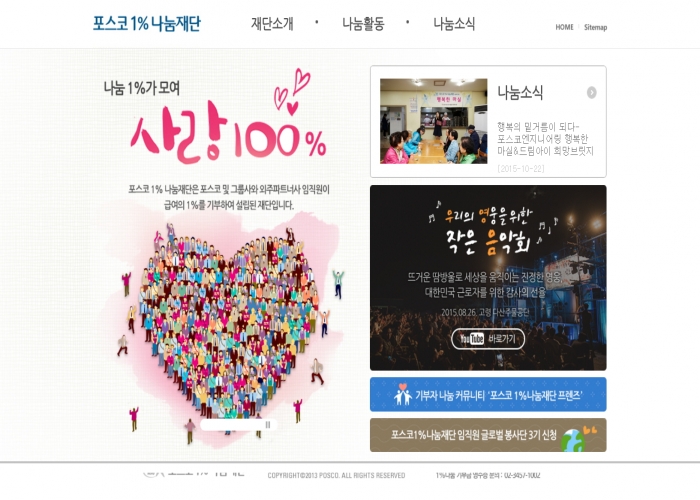 포스코 1% 나눔재단
재단소개 • 나눔활동 • 나눔소식
HOME Sitemap
나눔 1%가 모여
사랑100%
포스코 1% 나눔재단은 포스코 및 그룹사와 외주파트너사 임직원이
급여의 1%를 기부하여 설립된 재단입니다.
나눔소식
행복의 밑거름이 되다-
포스코엔지니어링 행복한
마실&드림아이 희망브릿지
[2015-10-22]
우리의 영웅을 위한
작은 음악회
뜨거운 땀방울로 세상을 움직이는 진정한 영웅,
대한민국 근로자를 위한 감사의 선율
2015.08.26. 고령 다산주물공단
YouTube 바로가기
기부자 나눔 커뮤니티 '포스코 1%나눔재단 프렌즈'
포스코1%나눔재단 임직원 글로벌 봉사단 3기 신청
COPYRIGHT©2013 POSCO. ALL RIGHTS RESERVED